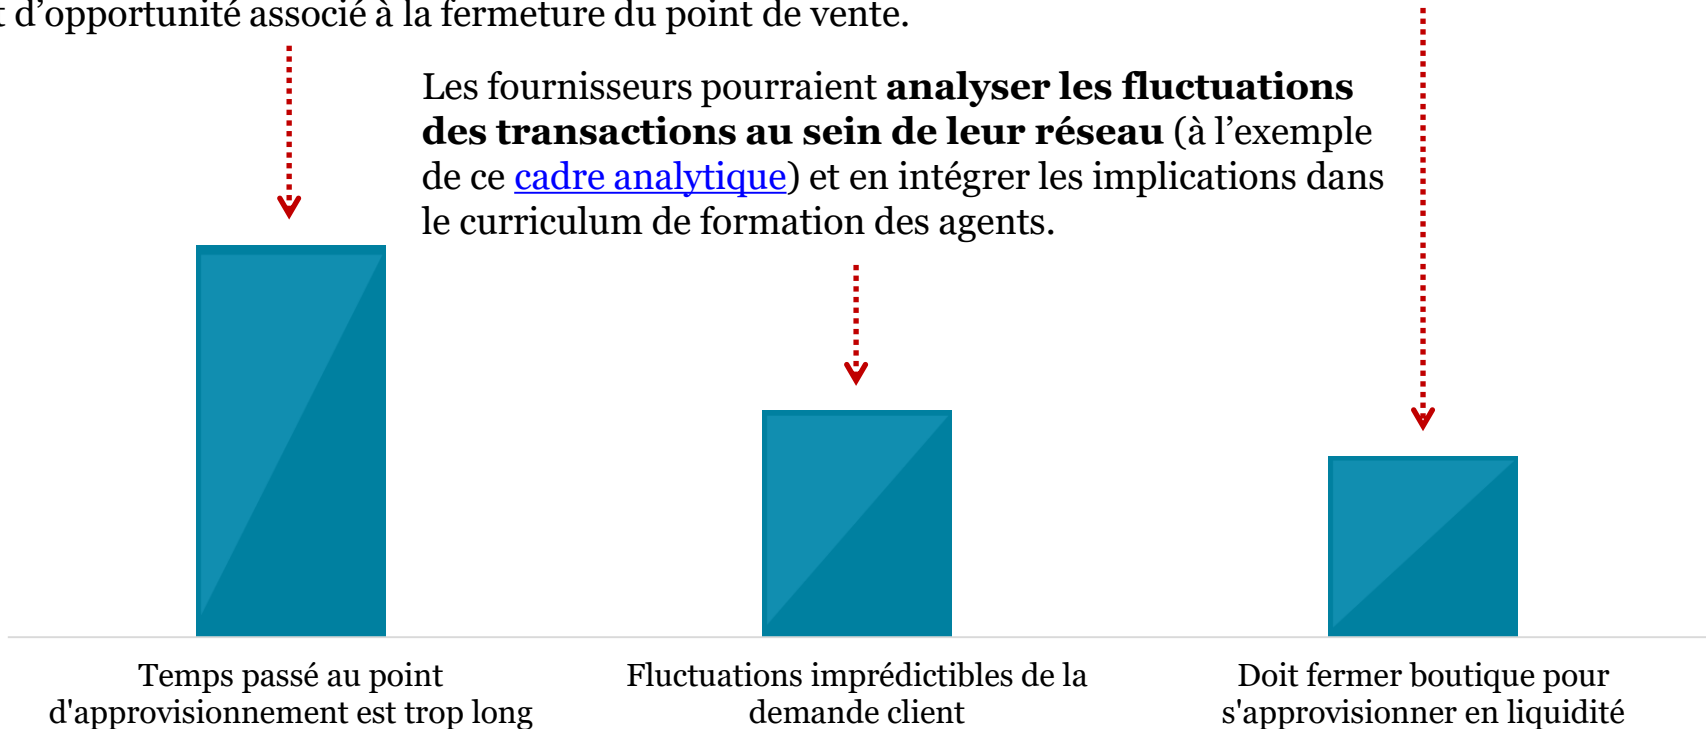 d’opportunité associé à la fermeture du point de vente.
Les fournisseurs pourraient analyser les fluctuations
des transactions au sein de leur réseau (à l’exemple
de ce cadre analytique) et en intégrer les implications dans
le curriculum de formation des agents.
Temps passé au point
d'approvisionnement est trop long
Fluctuations imprédictibles de la
demande client
Doit fermer boutique pour
s'approvisionner en liquidité